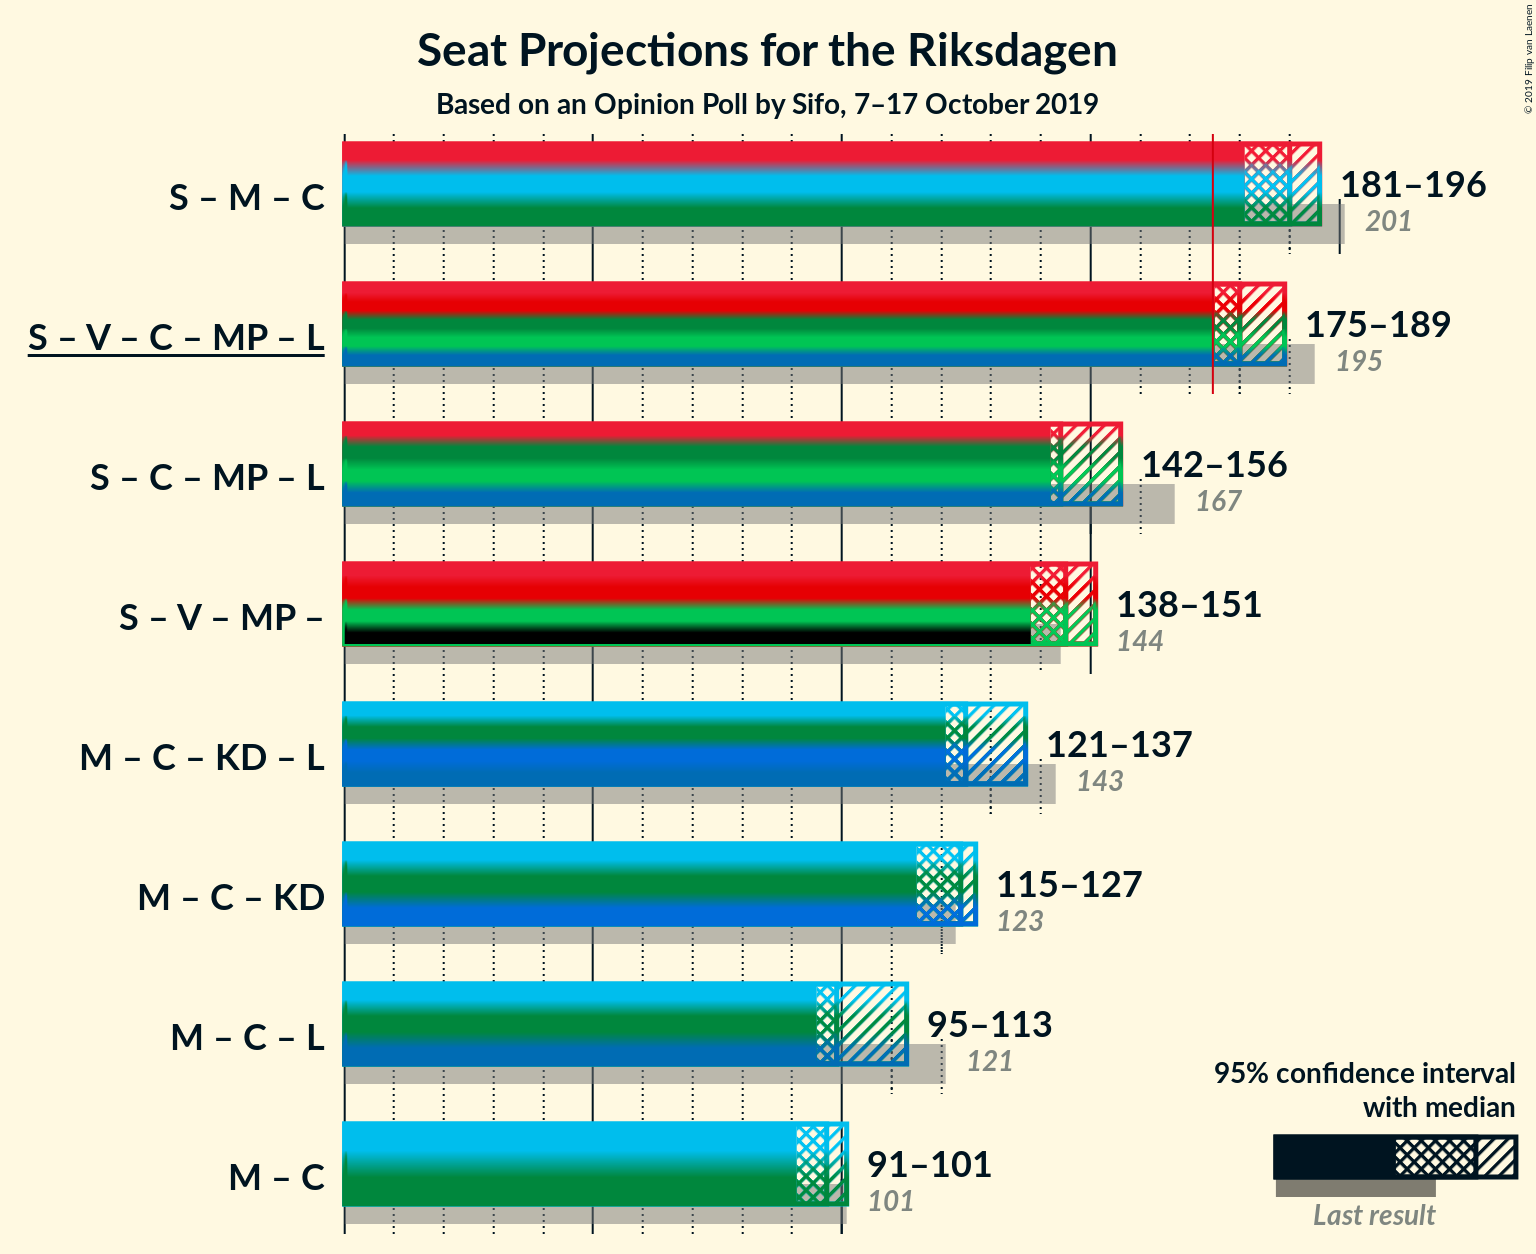 Seat Projections for the Riksdagen
Based on an Opinion Poll by Sifo, 7–17 October 2019
© 2019 Filip van Laenen
S – M – C
181–196
201
S – V – C – MP – L
175–189
195
S – C – MP – L
142–156
167
S – V – MP –
138–151
144
M – C – KD – L
121–137
143
M – C – KD
115–127
123
M – C – L
95–113
121
M – C
91–101
101
95% confidence interval
with median
Last result